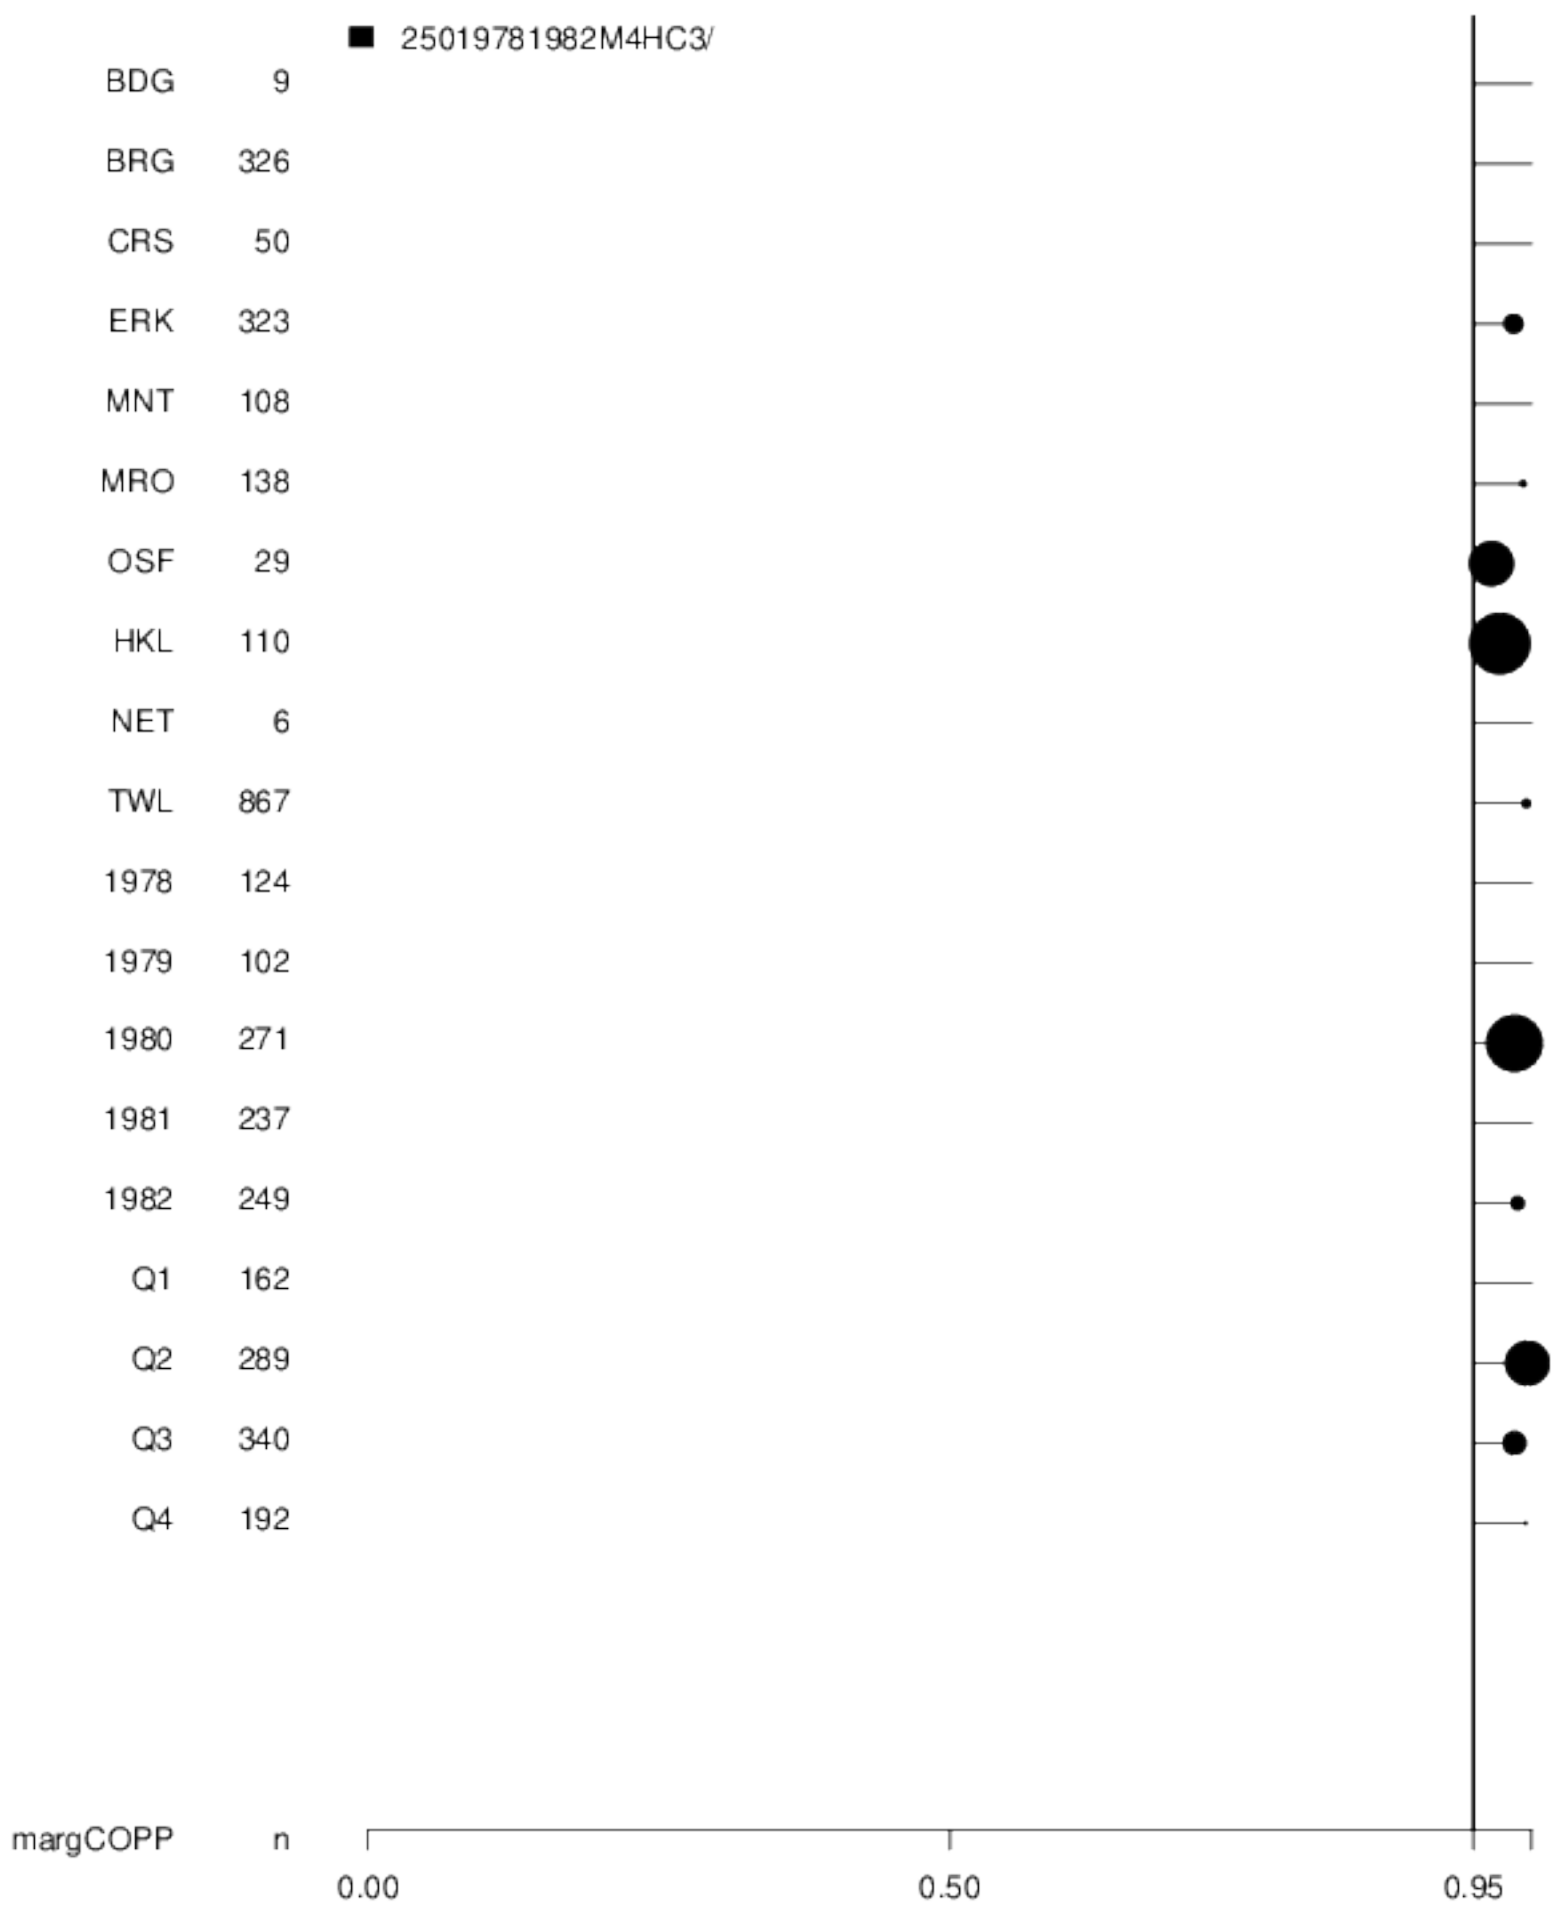 25019781982M4HC3/
BDG 9
BRG 326
CRS 50
ERK 323
MNT 108
MRO 138
OSF 29
HKL 110
NET 6
TWL 867
1978 124
1979 102
1980 271
1981 237
1982 249
Q1 162
Q2 289
Q3 340
Q4 192
margCOPP n
0.00 0.50 0.95